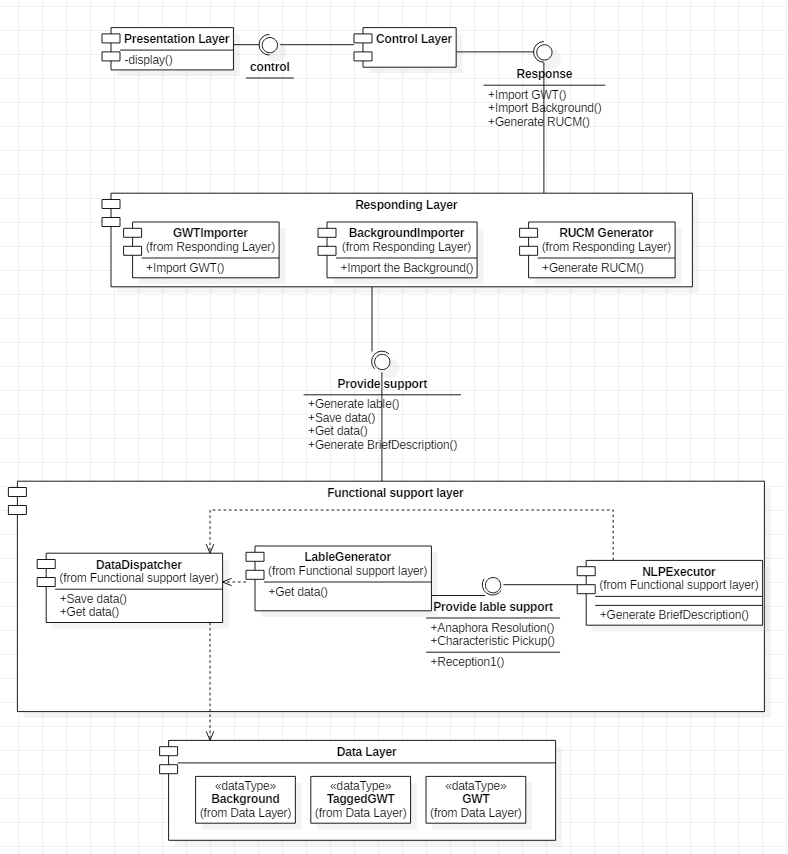 Presentation Layer
-display()
control
Control Layer
Response
+Import GWT()
+Import Background()
+Generate RUCM()
Responding Layer
GWTImporter
(from Responding Layer)
+Import GWT()
BackgroundImporter
(from Responding Layer)
+Import the Background()
RUCM Generator
(from Responding Layer)
+Generate RUCM()
Provide support
+Generate lable()
+Save data()
+Get data()
+Generate BriefDescription()
Functional support layer
DataDispatcher
(from Functional support layer)
+Save data()
+Get data()
LableGenerator
(from Functional support layer)
+Get data()
Provide lable support
+Anaphora Resolution()
+Characteristic Pickup()
+Reception1()
NLPExecutor
(from Functional support layer)
+Generate BriefDescription()
Data Layer
«dataType»
Background
(from Data Layer)
«dataType»
TaggedGWT
(from Data Layer)
«dataType»
GWT
(from Data Layer)